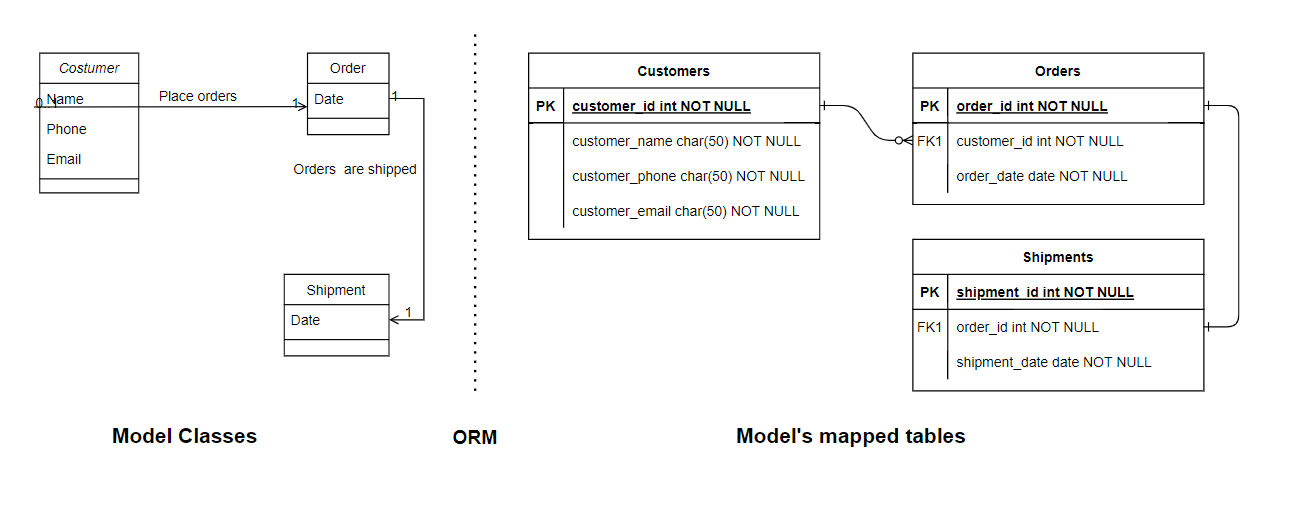 Costumer
Name
Phone
Email
0..1
Place orders
1
Order
Date
1
Orders  are shipped
Shipment
Date
1
Model Classes
ORM
Customers
PK customer_id int NOT NULL
customer_name char(50) NOT NULL
customer_phone char(50) NOT NULL
customer_email char(50) NOT NULL
Orders
PK order_id int NOT NULL
FK1 customer_id int NOT NULL
order_date date NOT NULL
Shipments
PK shipment_id int NOT NULL
FK1 order_id int NOT NULL
shipment_date date NOT NULL
Model's mapped tables